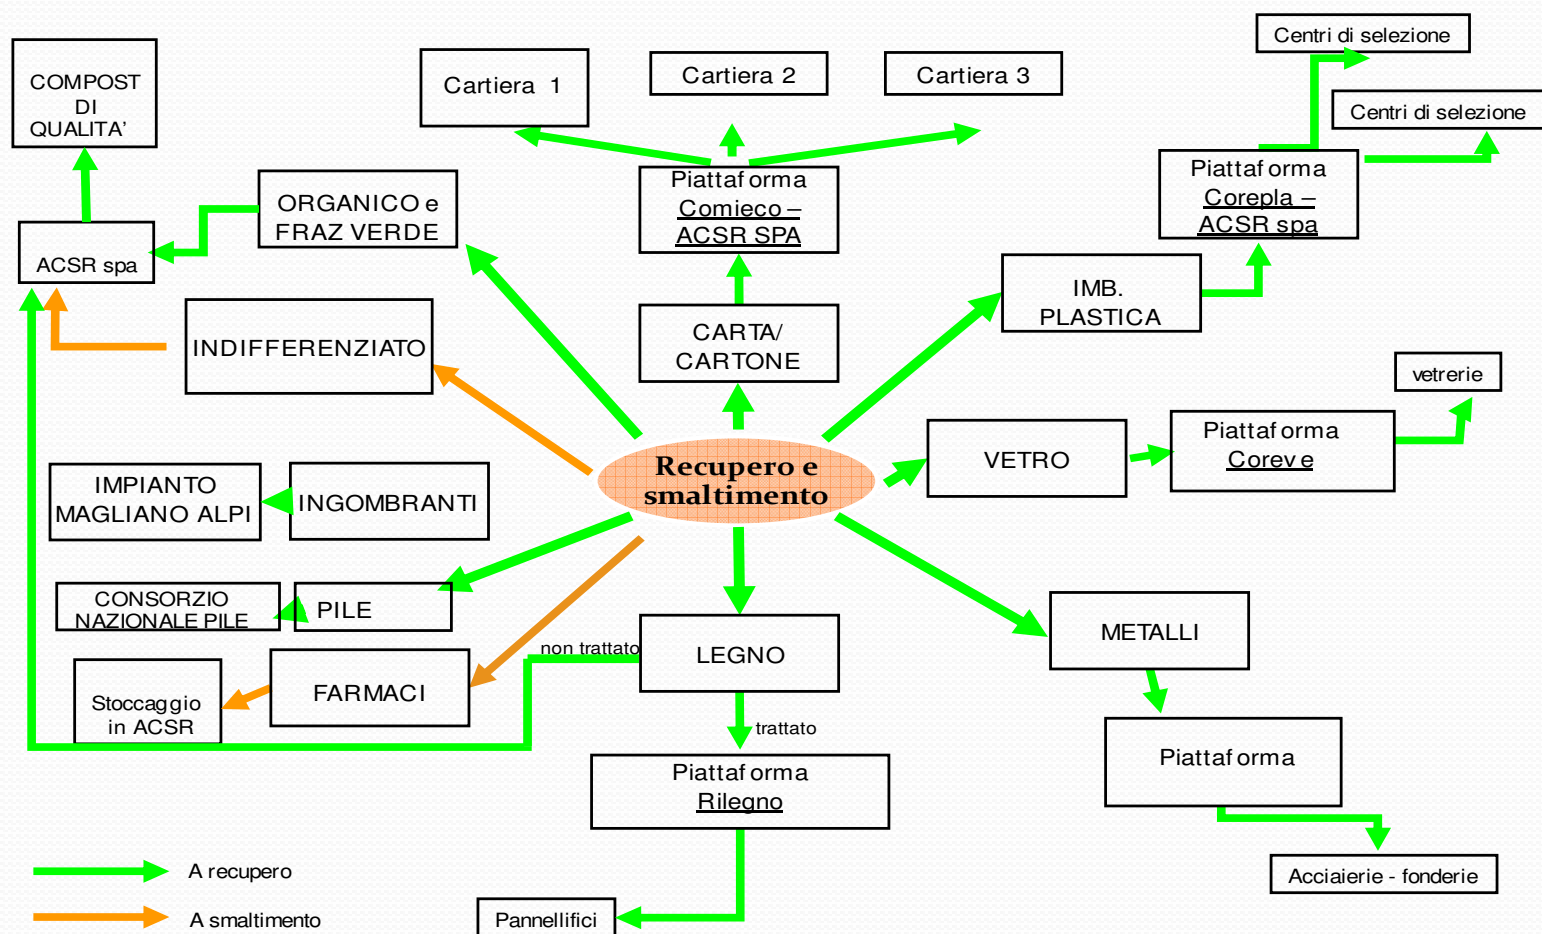 Centri di selezione
COMPOST
DI
QUALITA'
Cartiera 1
Cartiera 2
Cartiera 3
Centri di selezione
ORGANICO e
FRAZ VERDE
Piattaforma
Comieco –
ACSR SPA
Piattaforma
Corepla –
ACSR spa
ACSR spa
IMB.
PLASTICA
INDIFFERENZIATO
CARTA/
CARTONE
vetrerie
VETRO
Piattaforma
Coreve
Recupero e
smaltimento
IMPIANTO
MAGLIANO ALPI
INGOMBRANTI
CONSORZIO
NAZIONALE PILE
PILE
METALLI
non trattato
LEGNO
FARMACI
Stoccaggio
in ACSR
trattato
Piattaforma
Rilegno
Piattaforma
A recupero
Acciaierie - fonderie
A smaltimento
Pannellifici